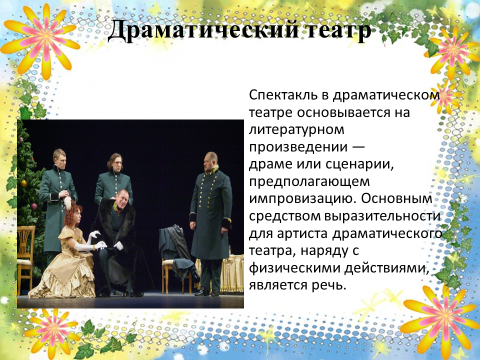 Драматический театр
Спектакль в драматическом
театре основывается на
литературном
произведении —
драме или сценарии,
предполагающем
импровизацию. Основным
средством выразительности
для артиста драматического
театра, наряду с
физическими действиями,
является речь.